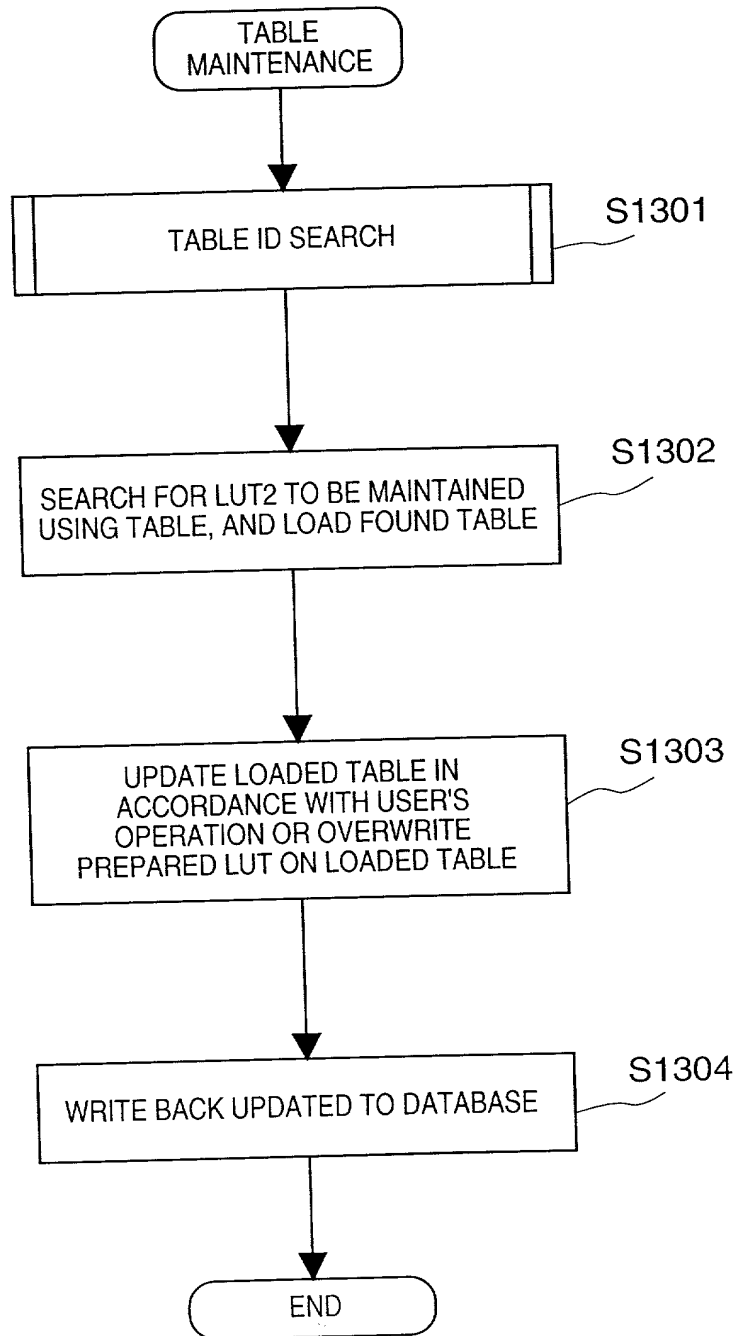 TABLE
MAINTENANCE
TABLE ID SEARCH
S1301
SEARCH FOR LUT2 TO BE MAINTAINED
USING TABLE, AND LOAD FOUND TABLE
S1302
UPDATE LOADED TABLE IN
ACCORDANCE WITH USER'S
OPERATION OR OVERWRITE
PREPARED LUT ON LOADED TABLE
S1303
WRITE BACK UPDATED TO DATABASE
S1304
END